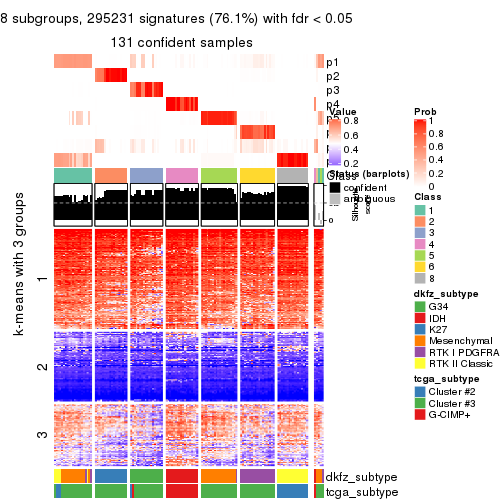 8 subgroups, 295231 signatures (76.1%) with fdr < 0.05
131 confident samples
p1
p2
p3
p4
Value
0.8
0.6
0.4
0.2
Prob
1
0.8
0.6
0.4
0.2
0
Class
Status (barplots)
confident
ambiguous
0
Class
1
2
3
4
5
6
8
k-means with 3 groups
1
2
3
dkfz_subtype
G34
IDH
K27
Mesenchymal
RTK I PDGFRA
RTK II Classic
tcga_subtype
Cluster #2
Cluster #3
G-CIMP+
dkfz_subtype
tcga_subtype